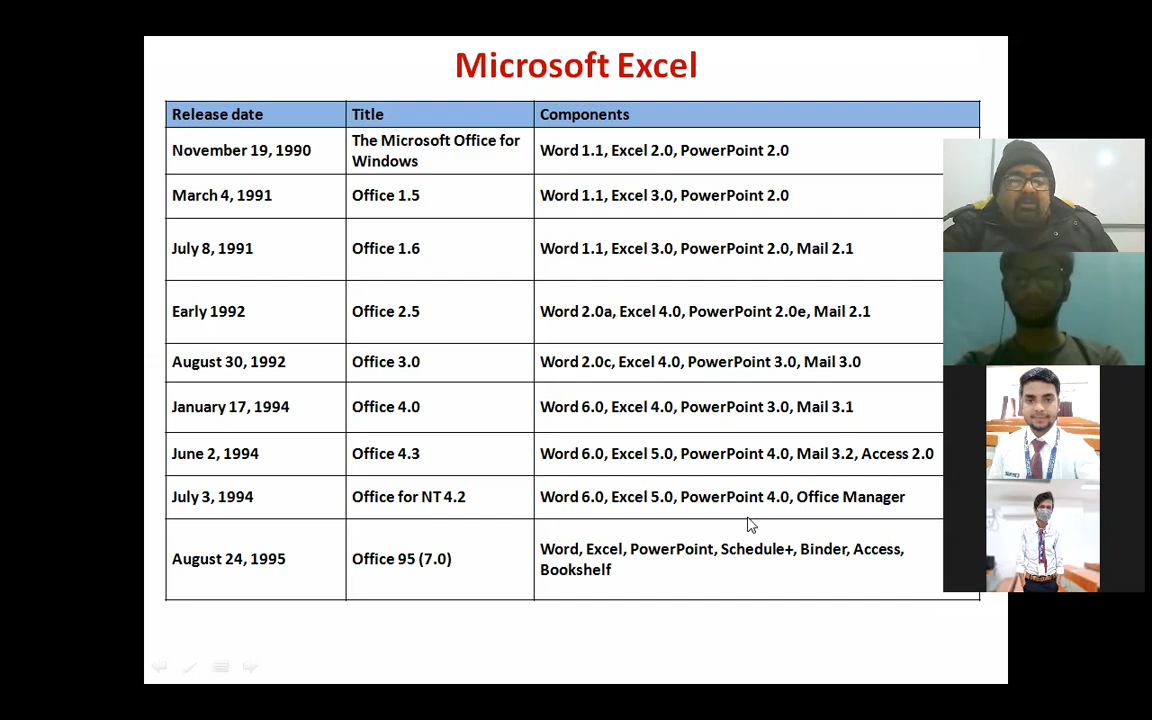 Microsoft Excel
Release date Title Components
November 19, 1990 The Microsoft Office for Windows Word 1.1, Excel 2.0, PowerPoint 2.0
March 4, 1991 Office 1.5 Word 1.1, Excel 3.0, PowerPoint 2.0
July 8, 1991 Office 1.6 Word 1.1, Excel 3.0, PowerPoint 2.0, Mail 2.1
Early 1992 Office 2.5 Word 2.0a, Excel 4.0, PowerPoint 2.0e, Mail 2.1
August 30, 1992 Office 3.0 Word 2.0c, Excel 4.0, PowerPoint 3.0, Mail 3.0
January 17, 1994 Office 4.0 Word 6.0, Excel 4.0, PowerPoint 3.0, Mail 3.1
June 2, 1994 Office 4.3 Word 6.0, Excel 5.0, PowerPoint 4.0, Mail 3.2, Access 2.0
July 3, 1994 Office for NT 4.2 Word 6.0, Excel 5.0, PowerPoint 4.0, Office Manager
August 24, 1995 Office 95 (7.0) Word, Excel, PowerPoint, Schedule+, Binder, Access, Bookshelf